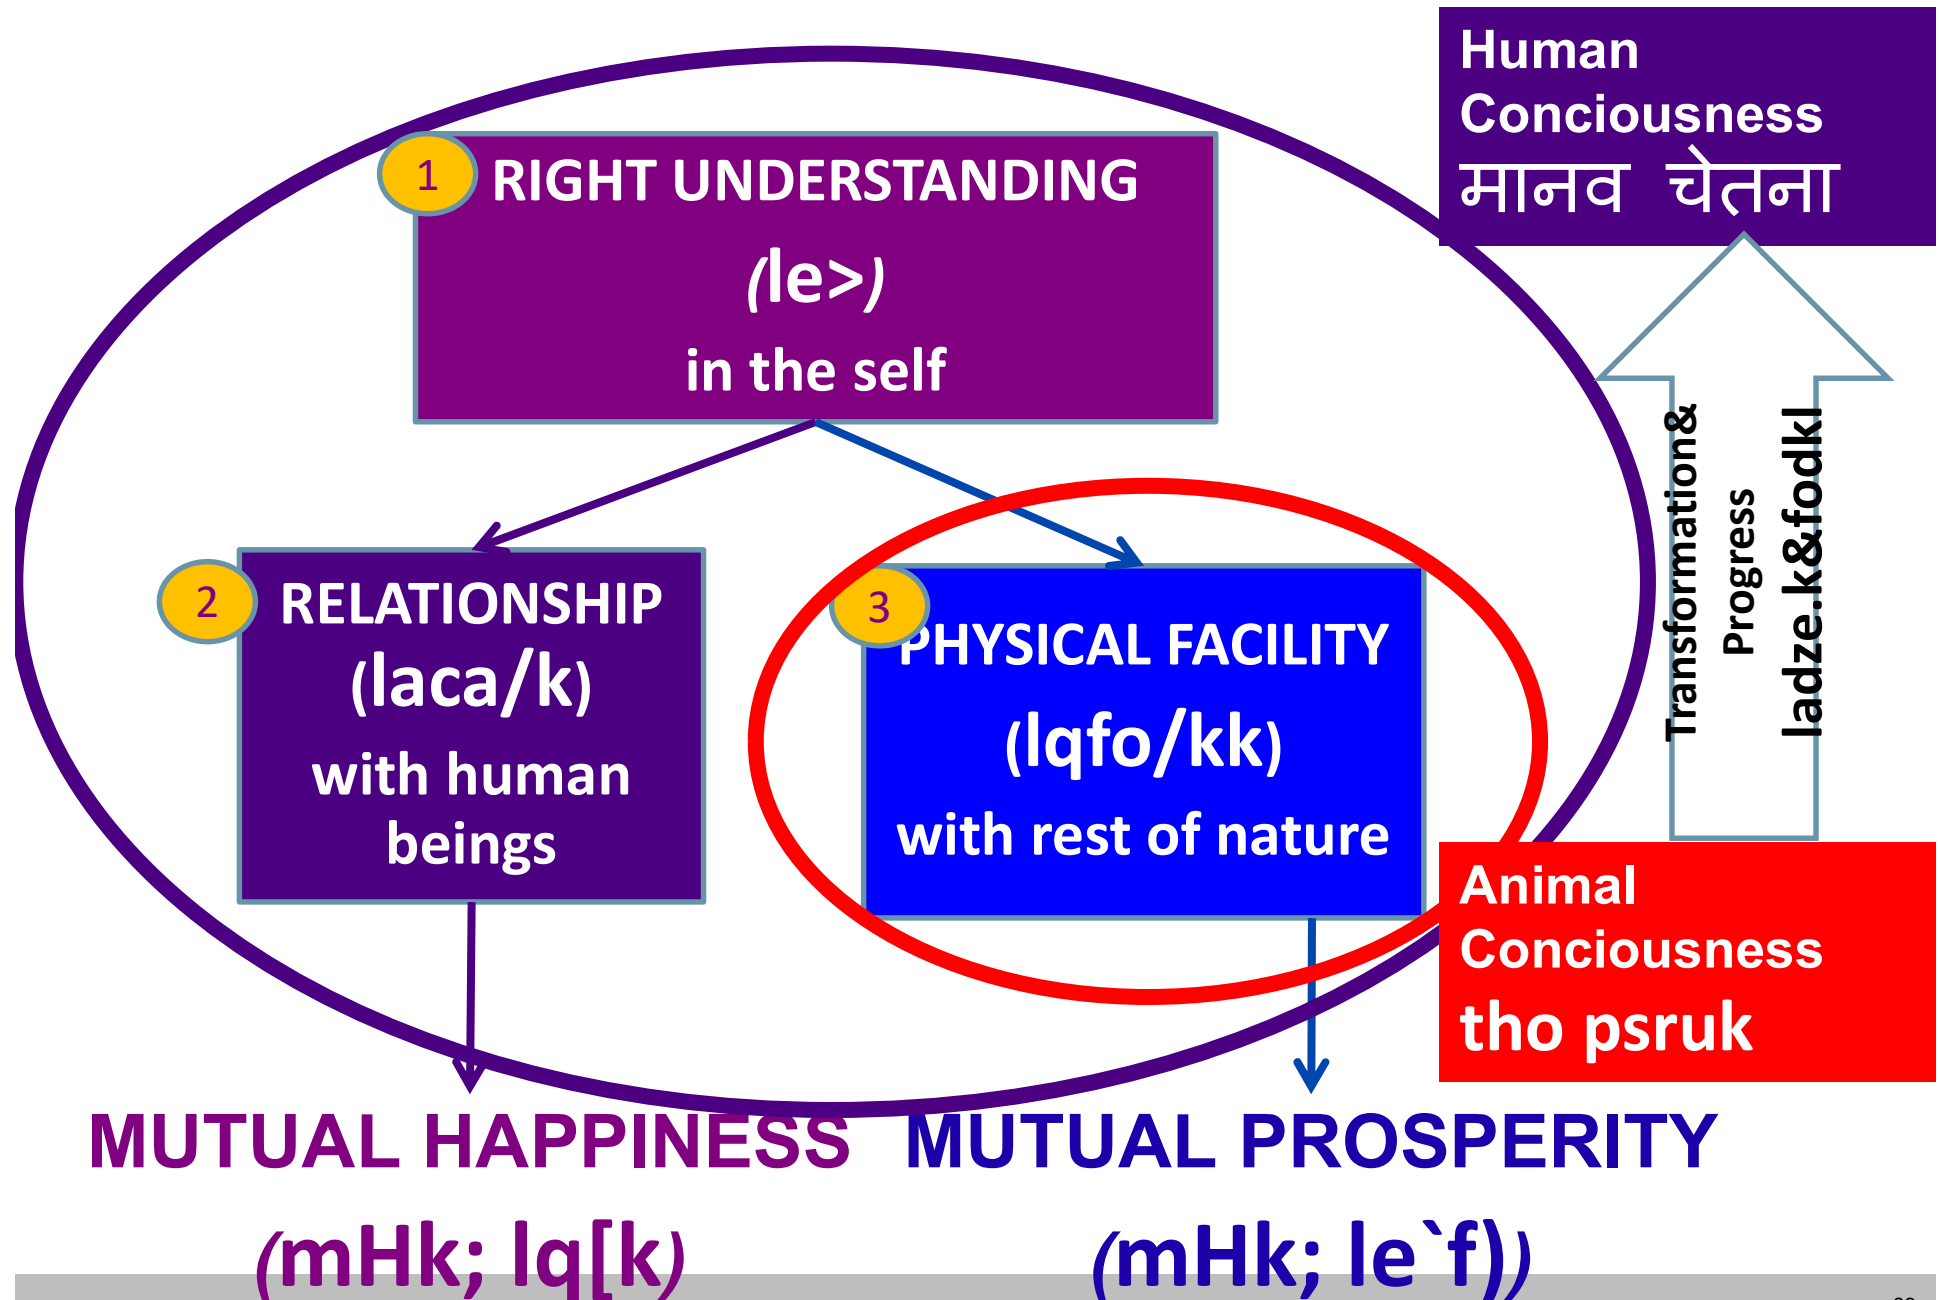 Human
Conciousness
मानव चेतना
1
RIGHT UNDERSTANDING
(le>)
in the self
2
RELATIONSHIP
(laca/k)
with human
beings
3
PHYSICAL FACILITY
(lqfo/kk)
with rest of nature
Transformation&
Progress
ladze.k&fodkl
Animal
Conciousness
tho psruk
MUTUAL HAPPINESS
(mHk; lq[k)
MUTUAL PROSPERITY
(mHk; le`f))